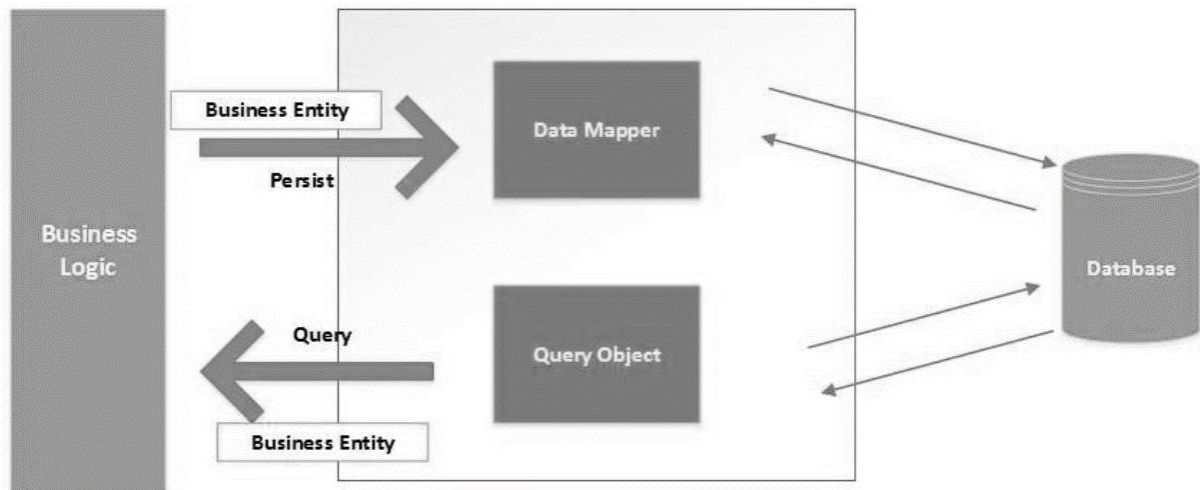 Business Entity
Persist
Data Mapper
Business
Logic
Database
Query
Query Object
Business Entity